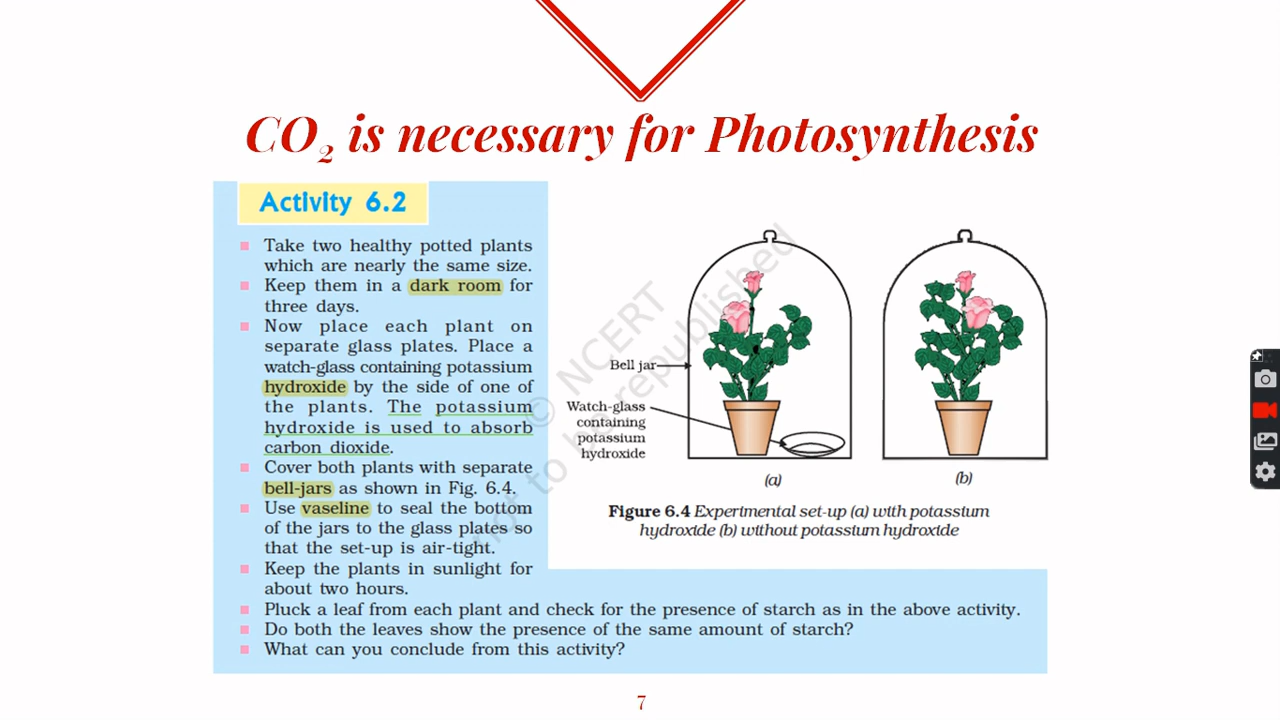 CO2 is necessary for Photosynthesis
Activity 6.2
Take two healthy potted plants
which are nearly the same size.
Keep them in a dark room for
three days.
Now place each plant on
separate glass plates. Place a
watch-glass containing potassium
hydroxide by the side of one of
the plants. The potassium
hydroxide is used to absorb
carbon dioxide.
Cover both plants with separate
bell-jars as shown in Fig. 6.4.
Use vaseline to seal the bottom
of the jars to the glass plates so
that the set-up is air-tight.
Keep the plants in sunlight for
about two hours.
Pluck a leaf from each plant and check for the presence of starch as in the above activity.
Do both the leaves show the presence of the same amount of starch?
What can you conclude from this activity?
Bell jar
Watch-glass
containing
potassium
hydroxide
(a)
(b)
Figure 6.4 Experimental set-up (a) with potassium
hydroxide (b) without potassium hydroxide
© NCERT
not to be republished
7